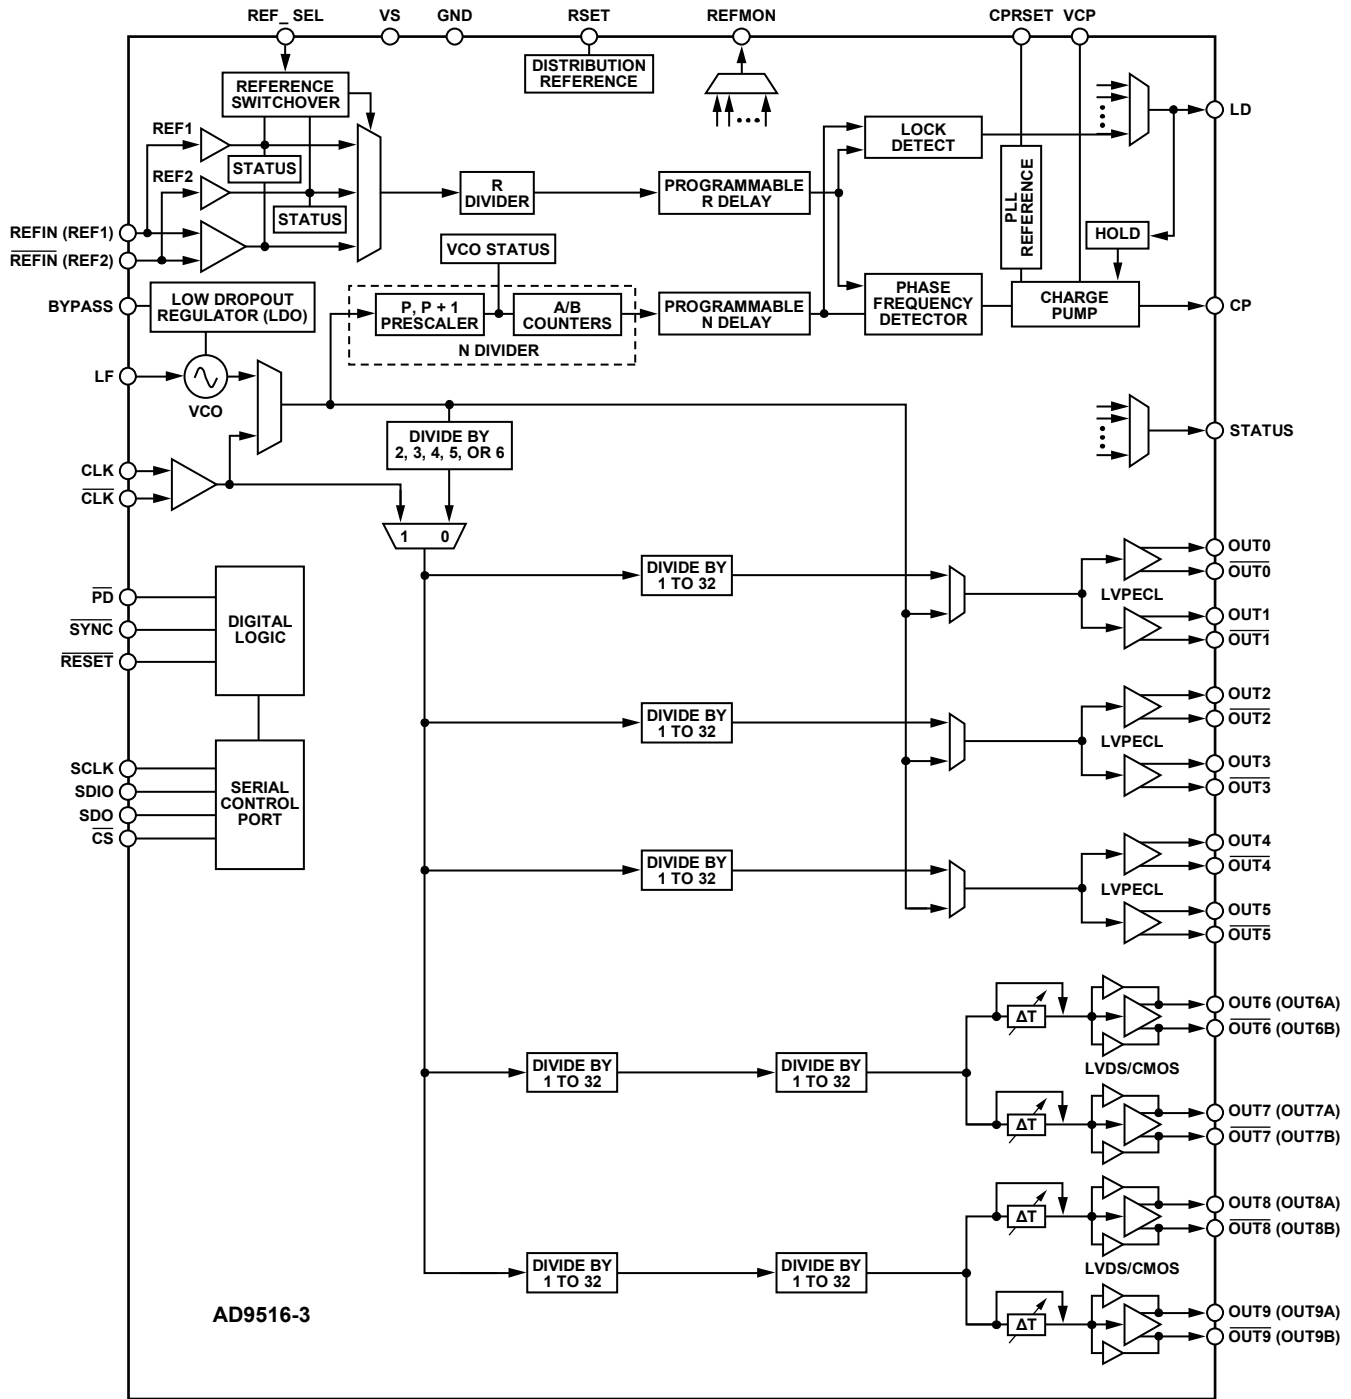 REF_ SEL VS GND RSET REFMON CPRSET VCP
DISTRIBUTION
REFERENCE
REFERENCE
SWITCHOVER
REF1
STATUS
REF2
STATUS
REFIN (REF1)
REFIN (REF2)
R
DIVIDER
PROGRAMMABLE
R DELAY
LOCK
DETECT
PLL
REFERENCE
LD
HOLD
VCO STATUS
BYPASS
LOW DROPOUT
REGULATOR (LDO)
P, P + 1
PRESCALER
A/B
COUNTERS
N DIVIDER
PROGRAMMABLE
N DELAY
PHASE
FREQUENCY
DETECTOR
CHARGE
PUMP
CP
LF
VCO
DIVIDE BY
2, 3, 4, 5, OR 6
STATUS
CLK
CLK
1 0
PD
SYNC
RESET
DIGITAL
LOGIC
SCLK
SDIO
SDO
CS
SERIAL
CONTROL
PORT
DIVIDE BY
1 TO 32
LVPECL
OUT0
OUT0
OUT1
OUT1
DIVIDE BY
1 TO 32
LVPECL
OUT2
OUT2
OUT3
OUT3
DIVIDE BY
1 TO 32
LVPECL
OUT4
OUT4
OUT5
OUT5
DIVIDE BY
1 TO 32
DIVIDE BY
1 TO 32
ΔT
ΔT
LVDS/CMOS
OUT6 (OUT6A)
OUT6 (OUT6B)
OUT7 (OUT7A)
OUT7 (OUT7B)
DIVIDE BY
1 TO 32
DIVIDE BY
1 TO 32
ΔT
ΔT
LVDS/CMOS
OUT8 (OUT8A)
OUT8 (OUT8B)
OUT9 (OUT9A)
OUT9 (OUT9B)
AD9516-3